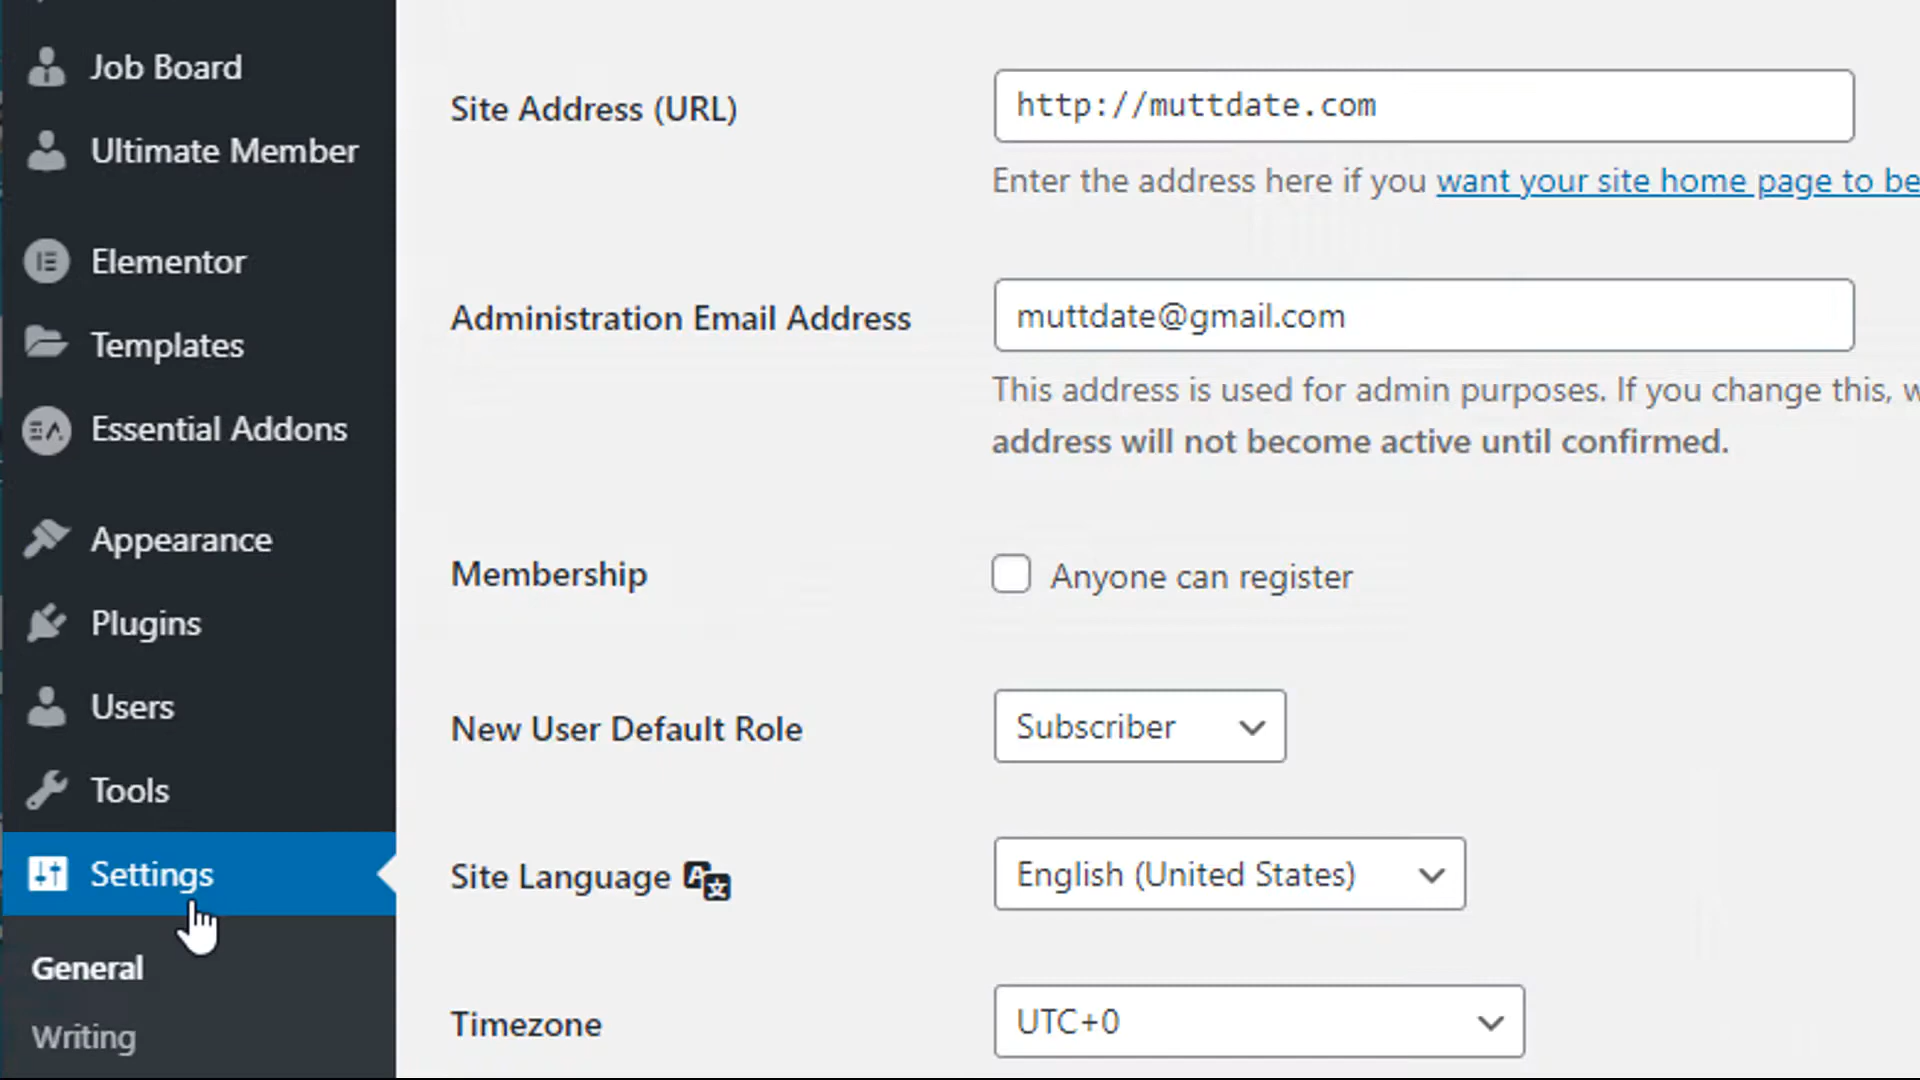 Job Board
Ultimate Member
Elementor
Templates
Essential Addons
Appearance
Plugins
Users
Tools
Settings
General
Writing
Site Address (URL)
http://muttdate.com
Enter the address here if you want your site home page to be
Administration Email Address
muttdate@gmail.com
This address is used for admin purposes. If you change this,
address will not become active until confirmed.
Membership
Anyone can register
New User Default Role
Subscriber
Site Language
English (United States)
Timezone
UTC+0